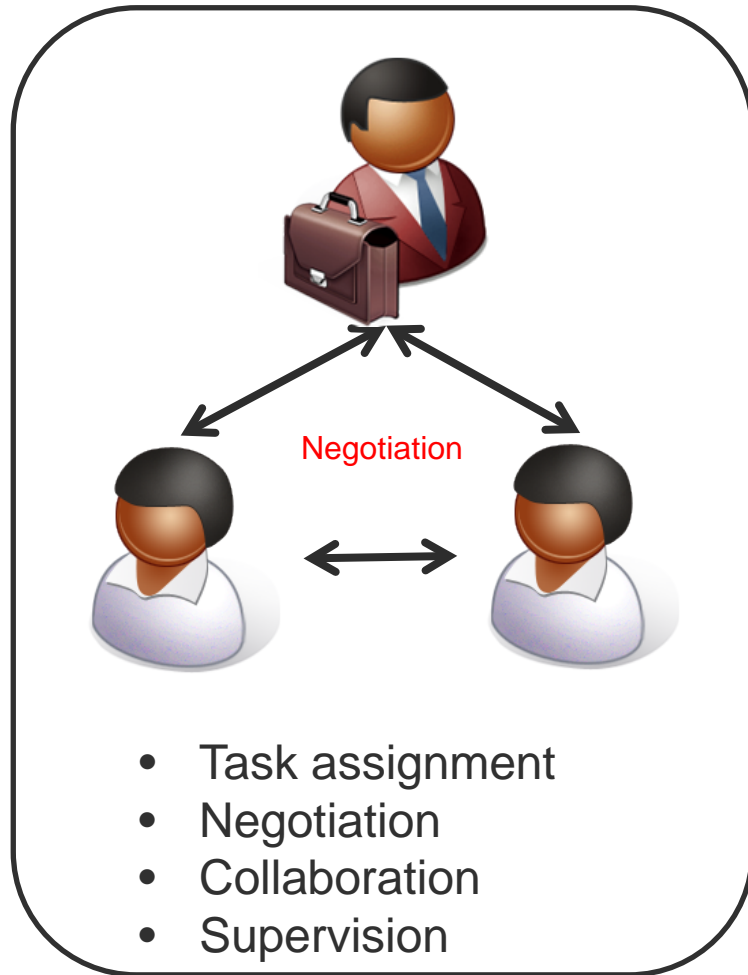 Negotiation
• Task assignment
• Negotiation
• Collaboration
• Supervision